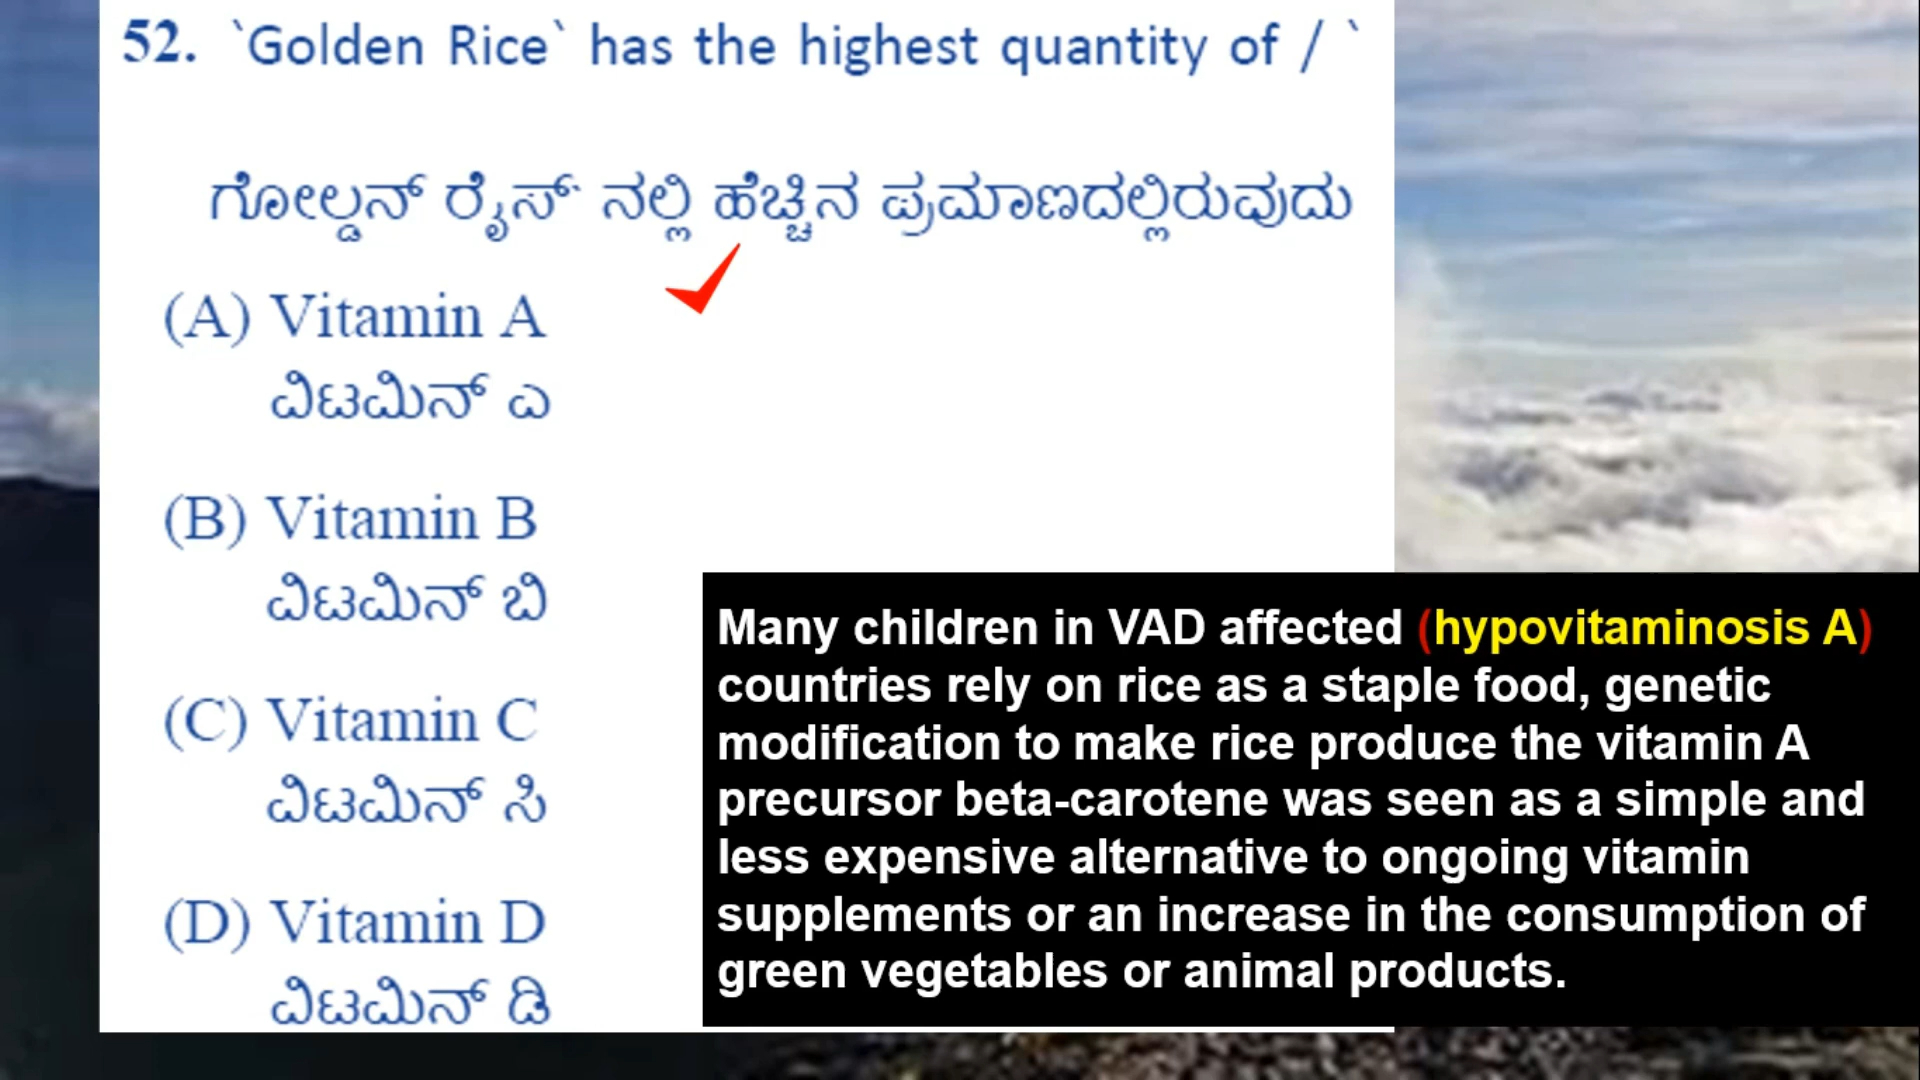 52. `Golden Rice` has the highest quantity of / `
ಗೋಲ್ಡನ್ ರೈಸ್` ನಲ್ಲಿ ಹೆಚ್ಚಿನ ಪ್ರಮಾಣದಲ್ಲಿರುವುದು
(A) Vitamin A
ವಿಟಮಿನ್ ಎ
(B) Vitamin B
ವಿಟಮಿನ್ ಬಿ
(C) Vitamin C
ವಿಟಮಿನ್ ಸಿ
(D) Vitamin D
ವಿಟಮಿನ್ ಡಿ
Many children in VAD affected (hypovitaminosis A)
countries rely on rice as a staple food, genetic
modification to make rice produce the vitamin A
precursor beta-carotene was seen as a simple and
less expensive alternative to ongoing vitamin
supplements or an increase in the consumption of
green vegetables or animal products.